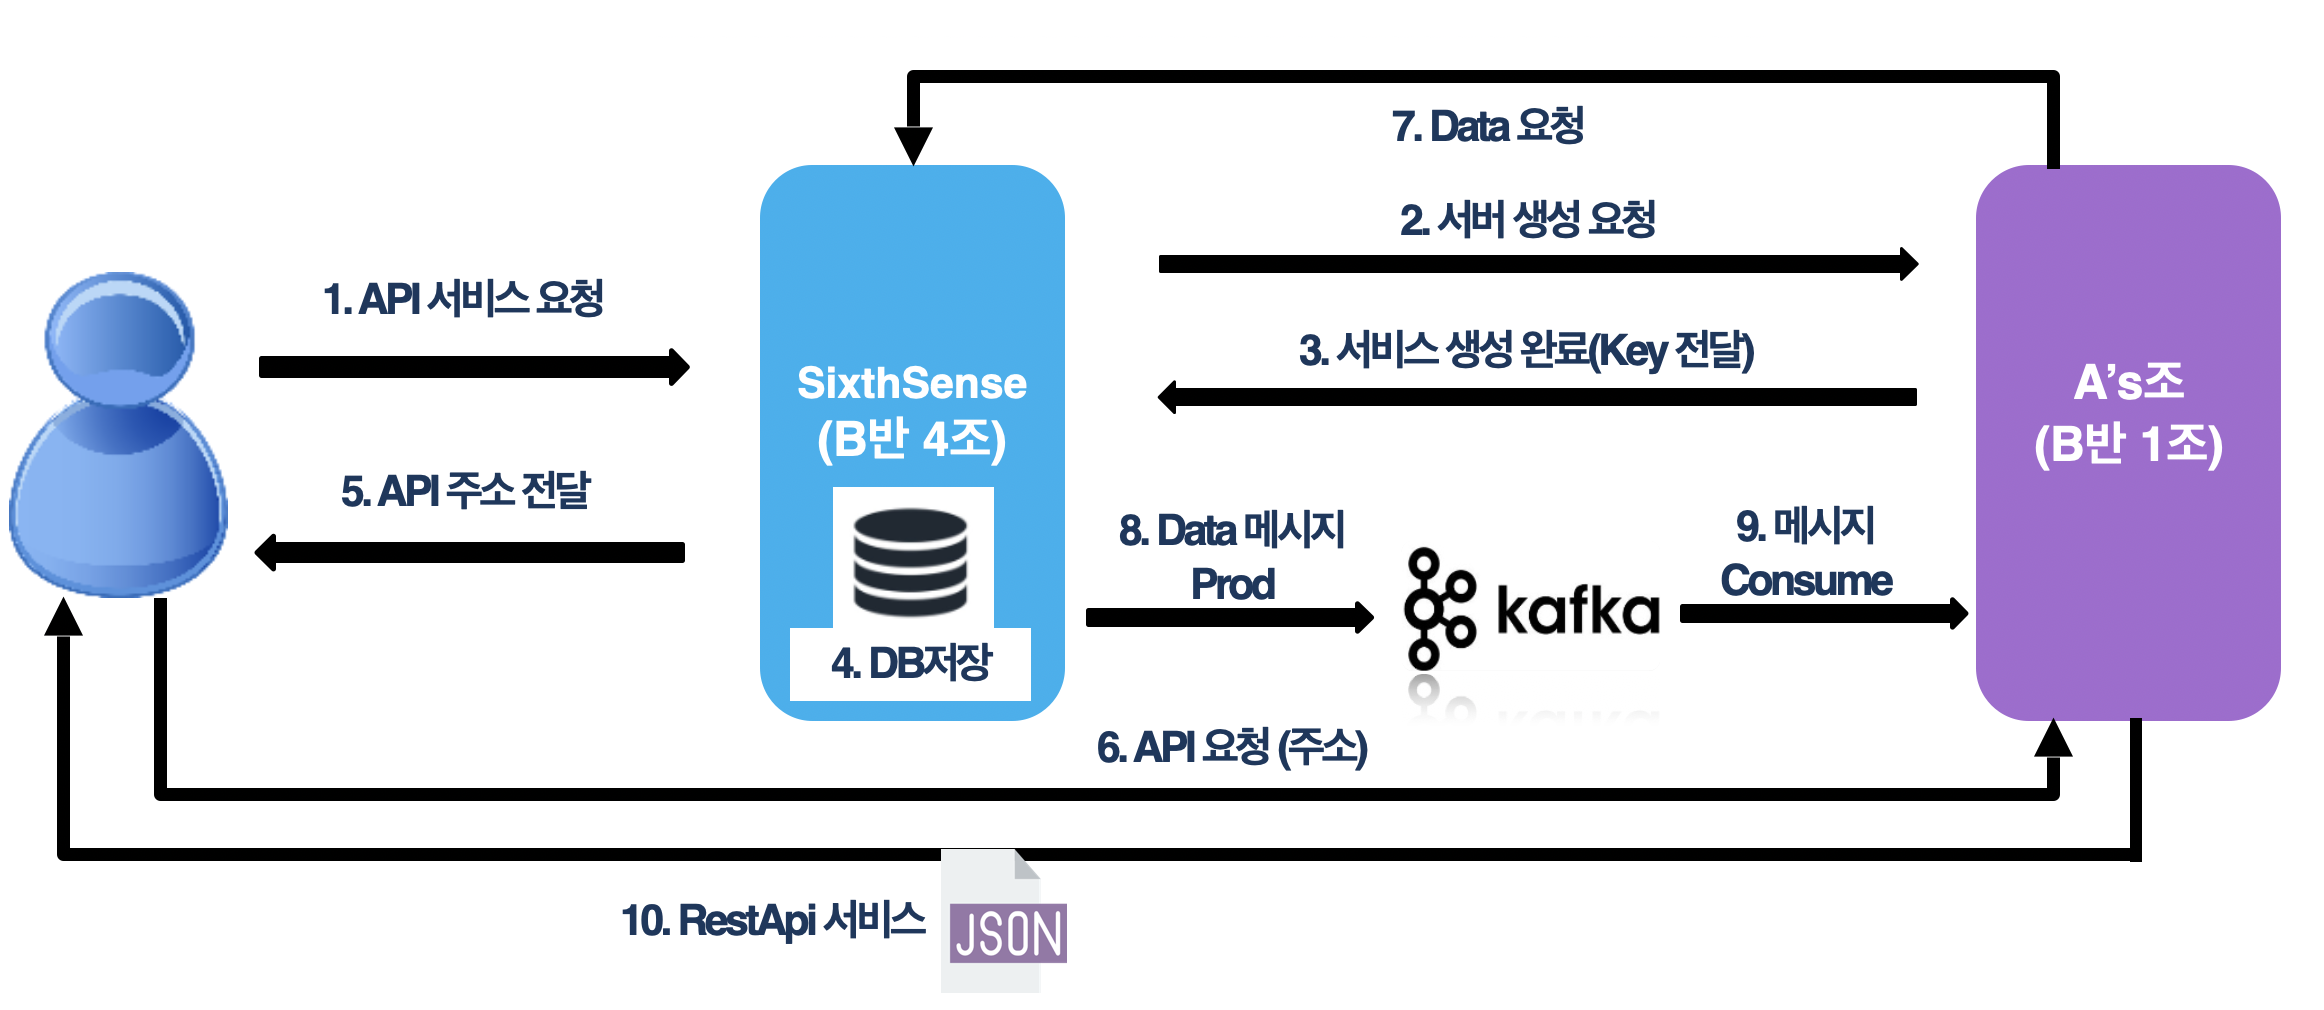 7. Data 요청
2. 서버 생성 요청
1. API 서비스 요청
3. 서비스 생성 완료(Key 전달)
SixthSense
(B반 4조)
A’s조
(B반 1조)
5. API 주소 전달
8. Data 메시지
Prod
9. 메시지
Consume
kafka
4. DB저장
6. API 요청 (주소)
10. RestApi 서비스
JSON